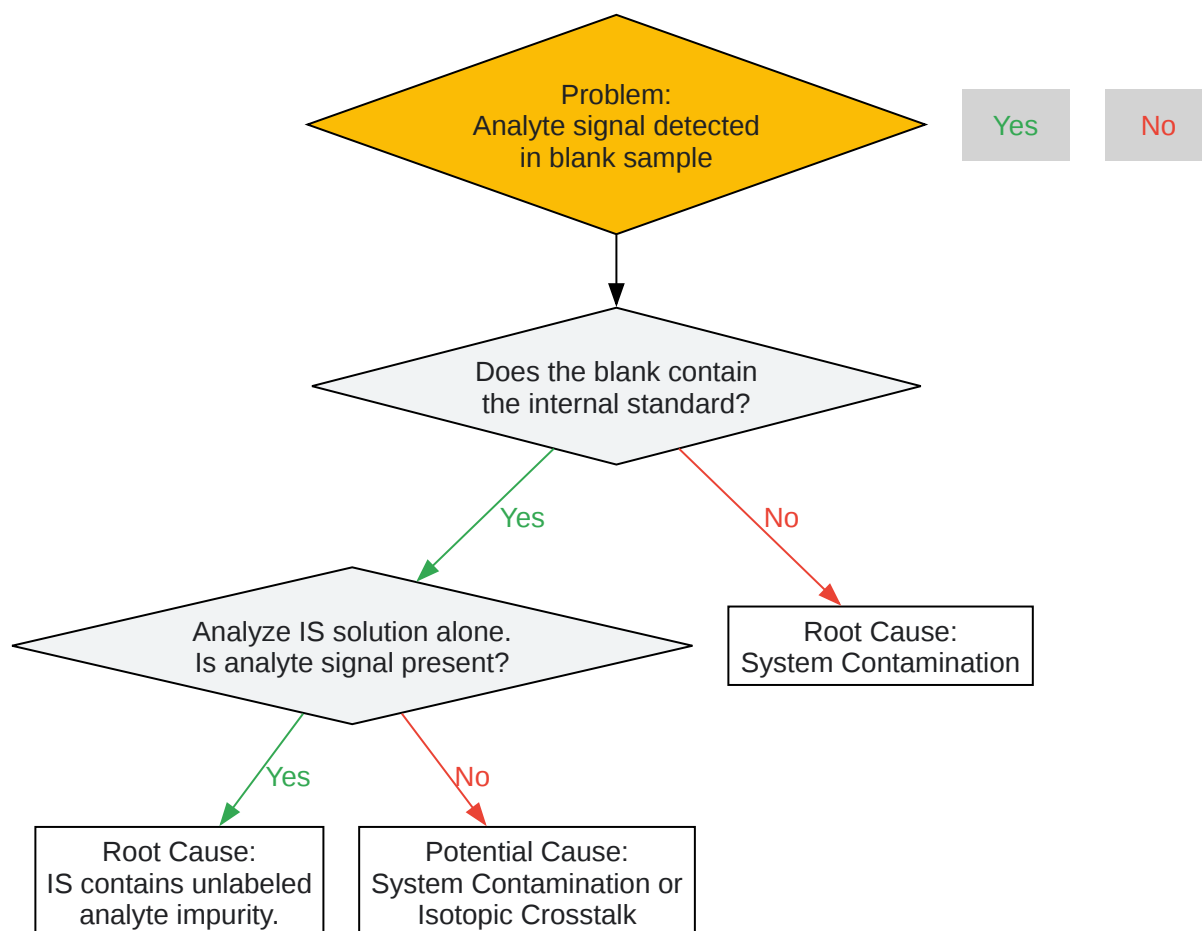 Problem:
Analyte signal detected
in blank sample
Yes
No
Does the blank contain
the internal standard?
Yes
No
Analyze IS solution alone.
Is analyte signal present?
Root Cause:
System Contamination
Yes
No
Root Cause:
IS contains unlabeled
analyte impurity.
Potential Cause:
System Contamination or
Isotopic Crosstalk